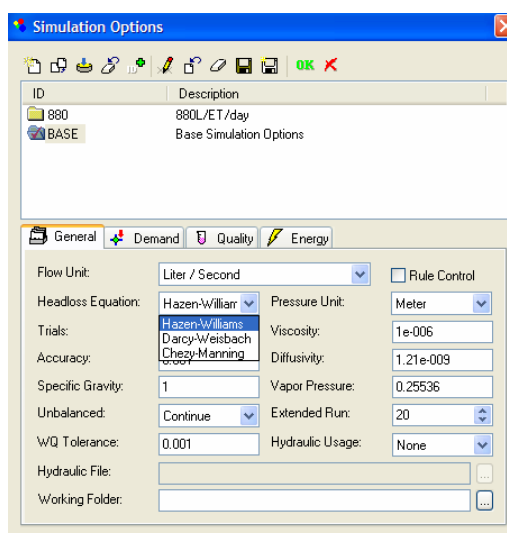 Simulation Options
OK
ID Description
880 880L/ET/day
BASE Base Simulation Options
General Demand Quality Energy
Flow Unit: Liter / Second Rule Control
Headloss Equation: Hazen-Williar Pressure Unit: Meter
Hazen-Williams
Darcy-Weisbach
Chezy-Manning
Trials: Viscosity: 1e-006
Accuracy: 0.001 Diffusivity: 1.21e-009
Specific Gravity: 1 Vapor Pressure: 0.25536
Unbalanced: Continue Extended Run: 20
WQ Tolerance: 0.001 Hydraulic Usage: None
Hydraulic File: ...
Working Folder: ...